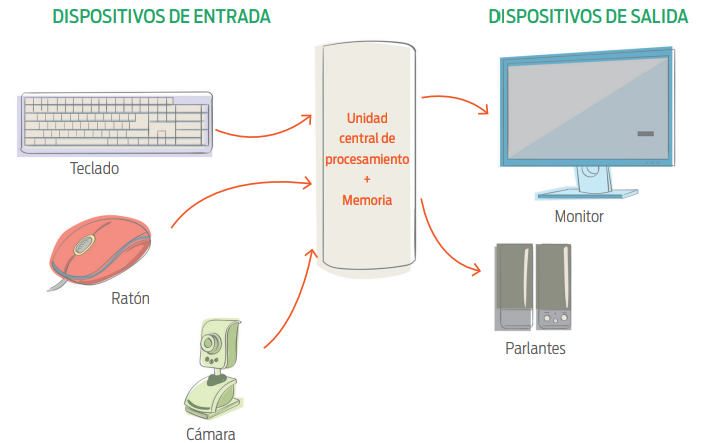 DISPOSITIVOS DE ENTRADA
DISPOSITIVOS DE SALIDA
Teclado
Ratón
Cámara
Unidad
central de
procesamiento
+
Memoria
Monitor
Parlantes